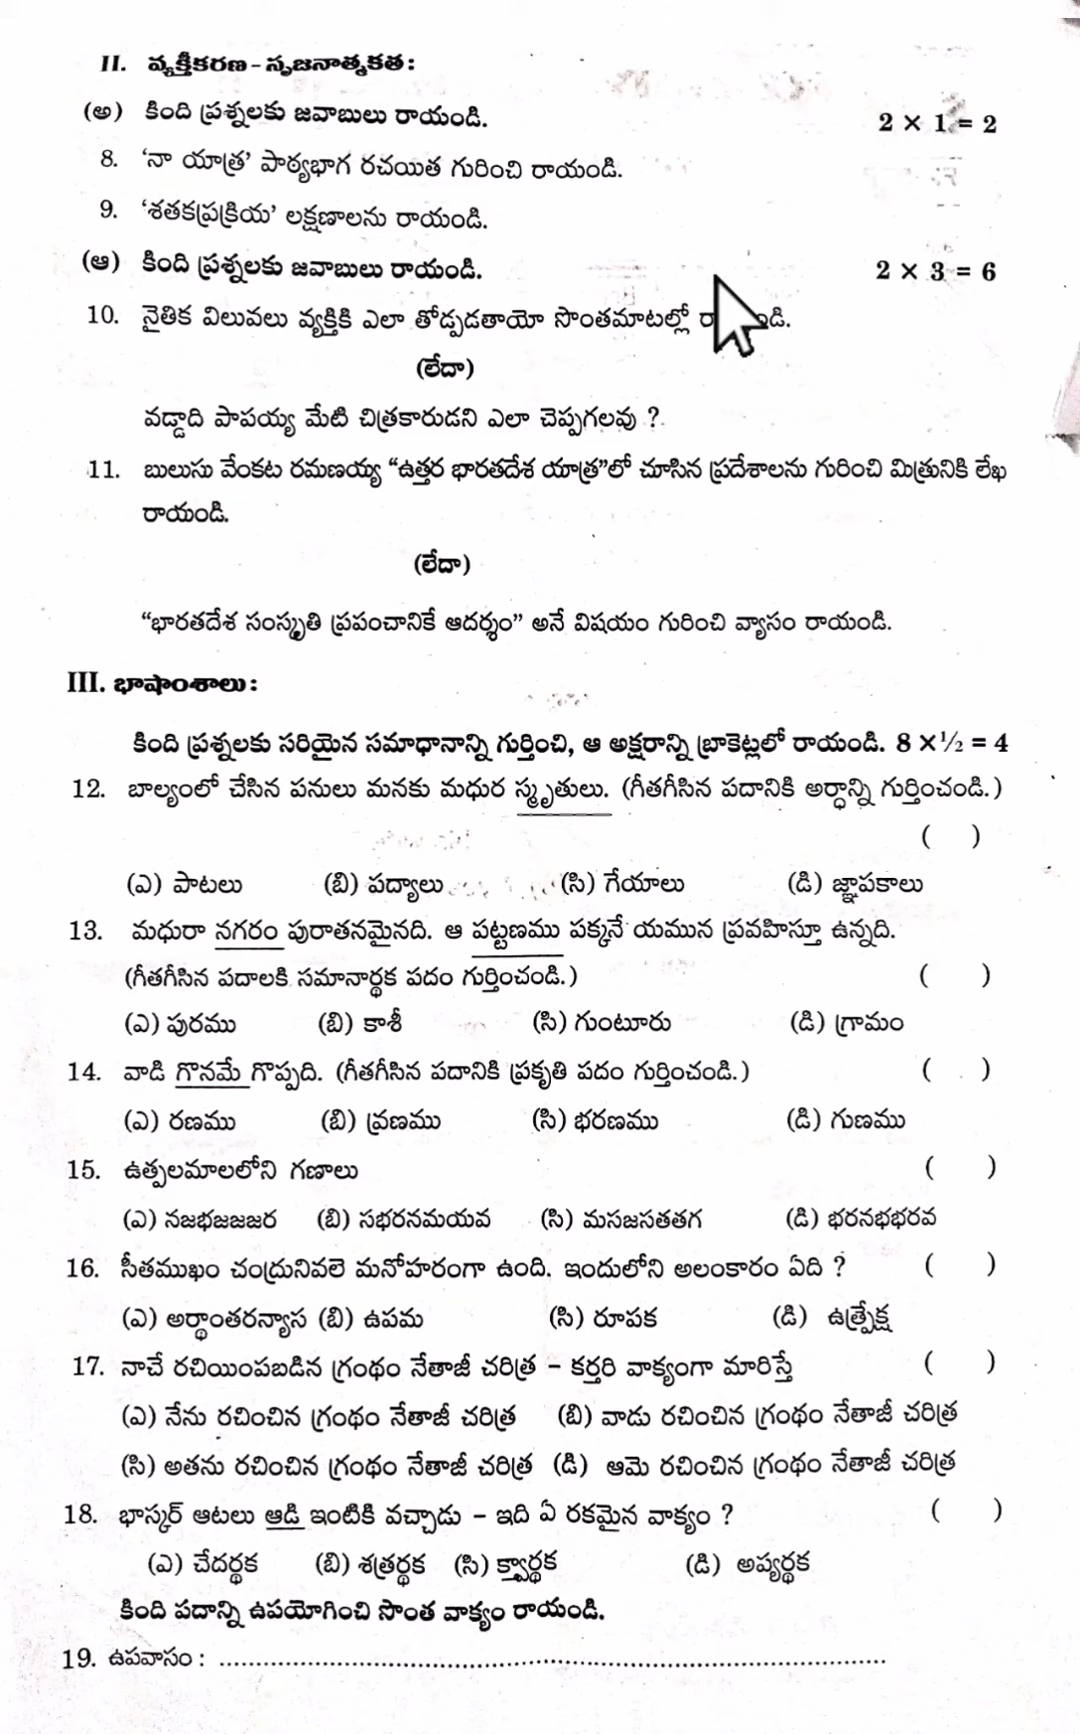 II. వ్యక్తీకరణ - సృజనాత్మకత :
(అ) కింది ప్రశ్నలకు జవాబులు రాయండి. 2 × 1 = 2
8. ‘నా యాత్ర’ పాఠ్యభాగ రచయిత గురించి రాయండి.
9. ‘శతకప్రక్రియ’ లక్షణాలను రాయండి.
(ఆ) కింది ప్రశ్నలకు జవాబులు రాయండి. 2 × 3 = 6
10. నైతిక విలువలు వ్యక్తికి ఎలా తోడ్పడతాయో సొంతమాటల్లో
(లేదా)
వడ్డాది పాపయ్య మేటి చిత్రకారుడని ఎలా చెప్పగలవు ?
11. బులుసు వేంకట రమణయ్య “ఉత్తర భారతదేశ యాత్ర”లో చూసిన ప్రదేశాలను గురించి మిత్రునికి లేఖ
రాయండి.
(లేదా)
“భారతదేశ సంస్కృతి ప్రపంచానికే ఆదర్శం” అనే విషయం గురించి వ్యాసం రాయండి.
III. భాషాంశాలు :
కింది ప్రశ్నలకు సరియైన సమాధానాన్ని గుర్తించి, ఆ అక్షరాన్ని బ్రాకెట్లలో రాయండి. 8 ×½ = 4
12. బాల్యంలో చేసిన పనులు మనకు మధుర స్మృతులు. (గీతగీసిన పదానికి అర్థాన్ని గుర్తించండి.)
( )
(ఎ) పాటలు (బి) పద్యాలు (సి) గేయాలు (డి) జ్ఞాపకాలు
13. మధురా నగరం పురాతనమైనది. ఆ పట్టణము పక్కనే యమున ప్రవహిస్తూ ఉన్నది.
(గీతగీసిన పదాలకి సమానార్థక పదం గుర్తించండి.) ( )
(ఎ) పురము (బి) కాశీ (సి) గుంటూరు (డి) గ్రామం
14. వాడి గొనమే గొప్పది. (గీతగీసిన పదానికి ప్రకృతి పదం గుర్తించండి.) ( )
(ఎ) రణము (బి) వ్రణము (సి) భరణము (డి) గుణము
15. ఉత్పలమాలలోని గణాలు ( )
(ఎ) నజభజజజర (బి) సభరనమయవ (సి) మసజసతతగ (డి) భరనభభరవ
16. సీతముఖం చంద్రునివలె మనోహరంగా ఉంది. ఇందులోని అలంకారం ఏది ? ( )
(ఎ) అర్థాంతరన్యాస (బి) ఉపమ (సి) రూపక (డి) ఉత్ప్రేక్ష
17. నాచే రచియింపబడిన గ్రంథం నేతాజీ చరిత్ర – కర్తరి వాక్యంగా మారిస్తే ( )
(ఎ) నేను రచించిన గ్రంథం నేతాజీ చరిత్ర (బి) వాడు రచించిన గ్రంథం నేతాజీ చరిత్ర
(సి) అతను రచించిన గ్రంథం నేతాజీ చరిత్ర (డి) ఆమె రచించిన గ్రంథం నేతాజీ చరిత్ర
18. భాస్కర్ ఆటలు ఆడి ఇంటికి వచ్చాడు – ఇది ఏ రకమైన వాక్యం ? ( )
(ఎ) చేదర్థక (బి) శత్రర్థక (సి) క్త్వార్థక (డి) అప్యర్థక
కింది పదాన్ని ఉపయోగించి సొంత వాక్యం రాయండి.
19. ఉపవాసం : ........................................